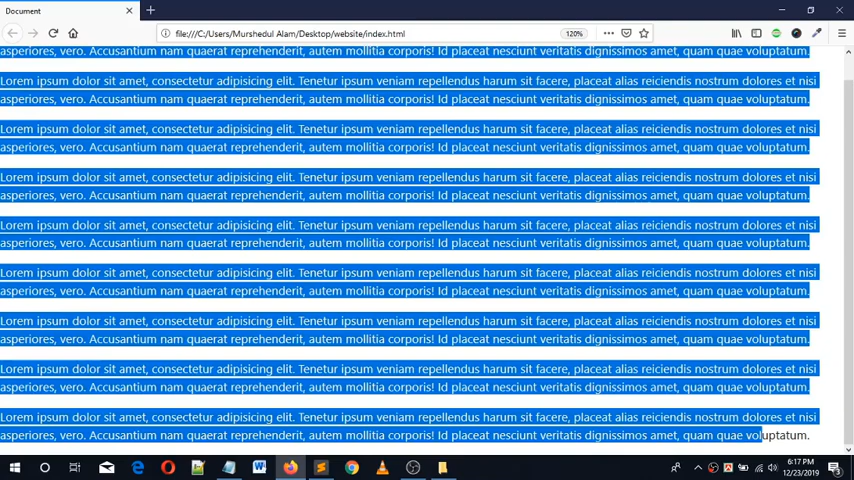 Document
file:///C:/Users/Murshedul Alam/Desktop/website/index.html
120%
asperiores, vero. Accusantium nam quaerat reprehenderit, autem mollitia corporis! Id placeat nesciunt veritatis dignissimos amet, quam quae voluptatum.
Lorem ipsum dolor sit amet, consectetur adipisicing elit. Tenetur ipsum veniam repellendus harum sit facere, placeat alias reiciendis nostrum dolores et nisi
asperiores, vero. Accusantium nam quaerat reprehenderit, autem mollitia corporis! Id placeat nesciunt veritatis dignissimos amet, quam quae voluptatum.
Lorem ipsum dolor sit amet, consectetur adipisicing elit. Tenetur ipsum veniam repellendus harum sit facere, placeat alias reiciendis nostrum dolores et nisi
asperiores, vero. Accusantium nam quaerat reprehenderit, autem mollitia corporis! Id placeat nesciunt veritatis dignissimos amet, quam quae voluptatum.
Lorem ipsum dolor sit amet, consectetur adipisicing elit. Tenetur ipsum veniam repellendus harum sit facere, placeat alias reiciendis nostrum dolores et nisi
asperiores, vero. Accusantium nam quaerat reprehenderit, autem mollitia corporis! Id placeat nesciunt veritatis dignissimos amet, quam quae voluptatum.
Lorem ipsum dolor sit amet, consectetur adipisicing elit. Tenetur ipsum veniam repellendus harum sit facere, placeat alias reiciendis nostrum dolores et nisi
asperiores, vero. Accusantium nam quaerat reprehenderit, autem mollitia corporis! Id placeat nesciunt veritatis dignissimos amet, quam quae voluptatum.
Lorem ipsum dolor sit amet, consectetur adipisicing elit. Tenetur ipsum veniam repellendus harum sit facere, placeat alias reiciendis nostrum dolores et nisi
asperiores, vero. Accusantium nam quaerat reprehenderit, autem mollitia corporis! Id placeat nesciunt veritatis dignissimos amet, quam quae voluptatum.
Lorem ipsum dolor sit amet, consectetur adipisicing elit. Tenetur ipsum veniam repellendus harum sit facere, placeat alias reiciendis nostrum dolores et nisi
asperiores, vero. Accusantium nam quaerat reprehenderit, autem mollitia corporis! Id placeat nesciunt veritatis dignissimos amet, quam quae voluptatum.
Lorem ipsum dolor sit amet, consectetur adipisicing elit. Tenetur ipsum veniam repellendus harum sit facere, placeat alias reiciendis nostrum dolores et nisi
asperiores, vero. Accusantium nam quaerat reprehenderit, autem mollitia corporis! Id placeat nesciunt veritatis dignissimos amet, quam quae voluptatum.
Lorem ipsum dolor sit amet, consectetur adipisicing elit. Tenetur ipsum veniam repellendus harum sit facere, placeat alias reiciendis nostrum dolores et nisi
asperiores, vero. Accusantium nam quaerat reprehenderit, autem mollitia corporis! Id placeat nesciunt veritatis dignissimos amet, quam quae voluptatum.
6:17 PM
12/23/2019
3